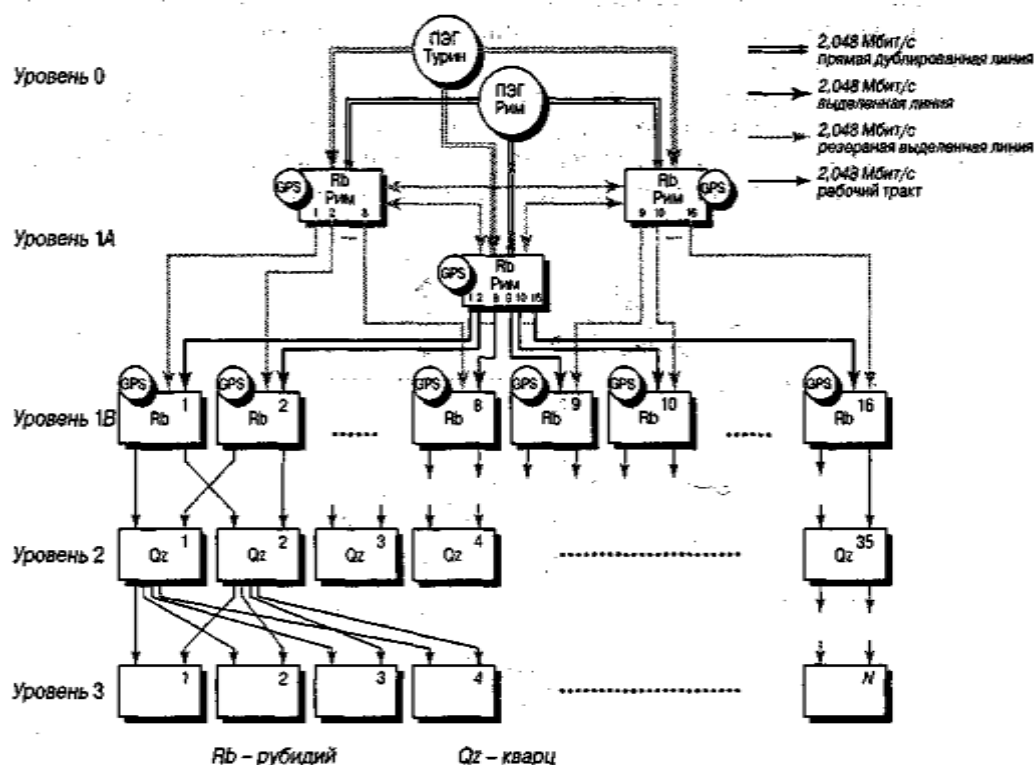 Уровень 0
ПЭГ
Турин
ПЭГ
Рим
2,048 Мбит/с
прямая дублированная линия
2,048 Мбит/с
выделенная линия
2,048 Мбит/с
резервная выделенная линия
2,048 Мбит/с
рабочий тракт
Уровень 1А
GPS
Rb
Рим
1 2 8
Rb
Рим
9 10 16
GPS
GPS
Rb
Рим
1 2 8 9 10 16
Уровень 1В
GPS
Rb
1
GPS
Rb
2
GPS
Rb
8
GPS
Rb
9
GPS
Rb
10
GPS
Rb
16
Уровень 2
Qz
1
Qz
2
Qz
3
Qz
4
Qz
35
Уровень 3
1
2
3
4
N
Rb – рубидий
Qz – кварц